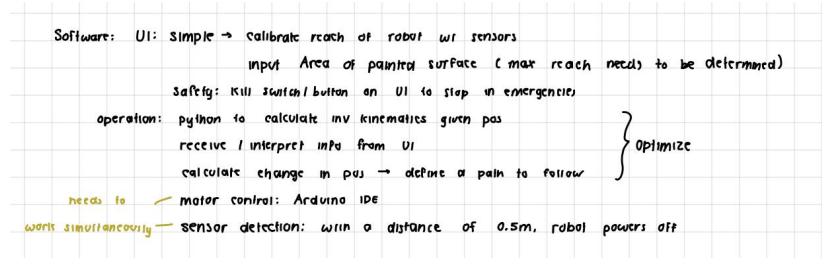 Software: UI: simple → calibrate reach of robot w/ sensors
input Area of painted surface (max reach needs to be determined)
Safety: Kill switch/button on UI to stop in emergencies
operation: python to calculate inv kinematics given pos
receive / interpret info from UI
calculate change in pos → define a path to follow
} optimize
needs to — motor control: Arduino IDE
work simultaneously — sensor detection: w/in a distance of 0.5m, robot powers off